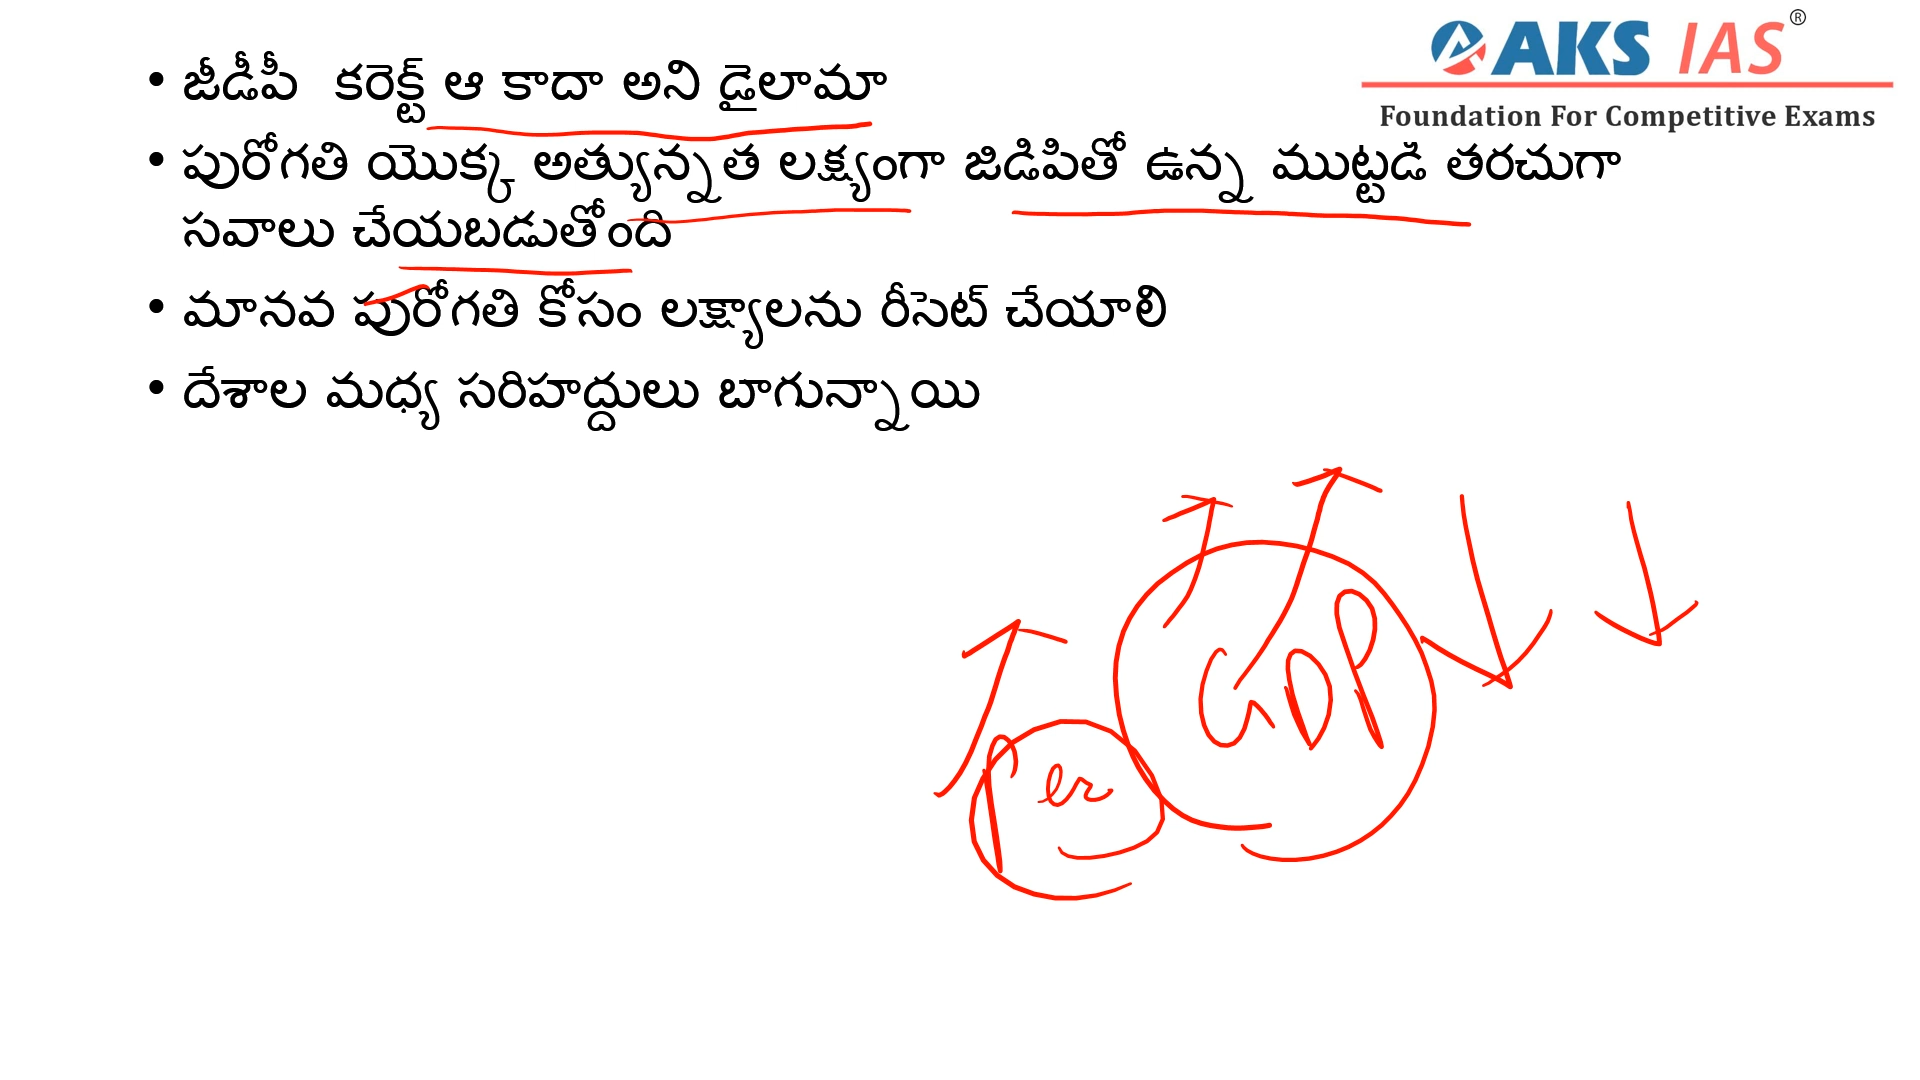 AKS IAS®
Foundation For Competitive Exams
• జీడీపీ కరెక్ట్ ఆ కాదా అని డైలామా
• పురోగతి యొక్క అత్యున్నత లక్ష్యంగా జిడిపితో ఉన్న ముట్టడి తరచుగా
సవాలు చేయబడుతోంది
• మానవ పురోగతి కోసం లక్ష్యాలను రీసెట్ చేయాలి
• దేశాల మధ్య సరిహద్దులు బాగున్నాయి
GDP
Per